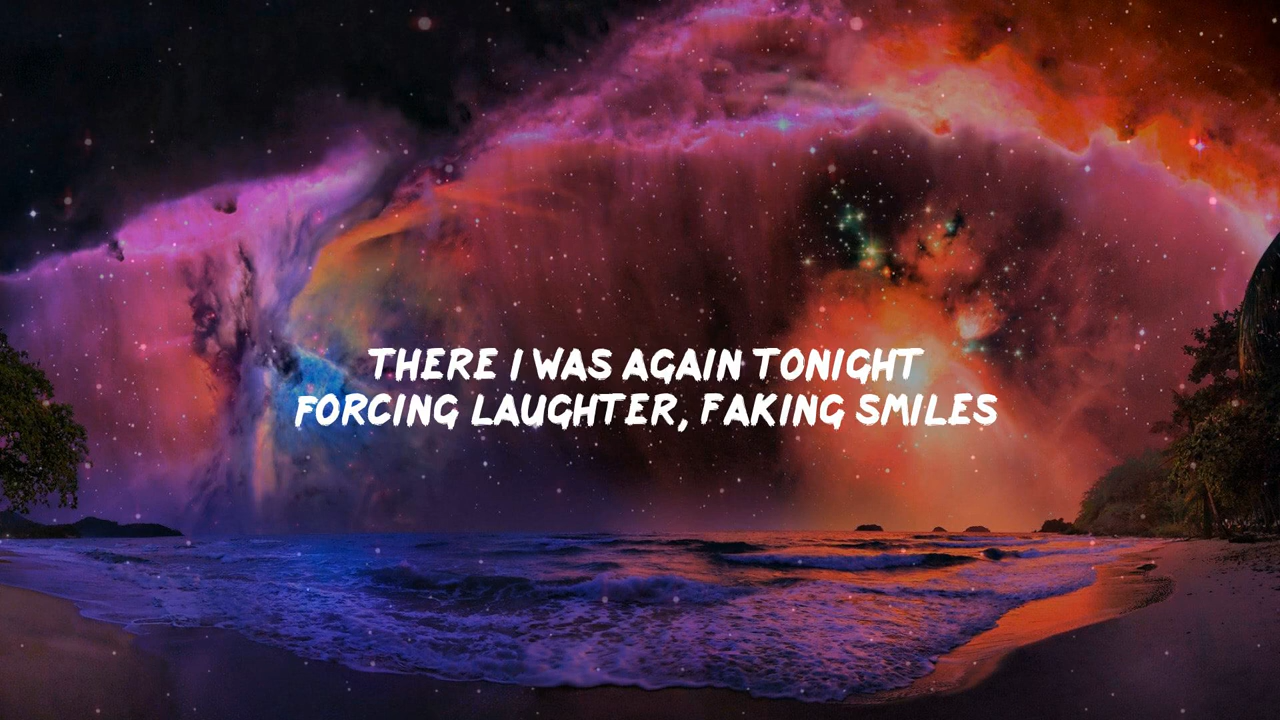 THERE I WAS AGAIN TONIGHT
FORCING LAUGHTER, FAKING SMILES